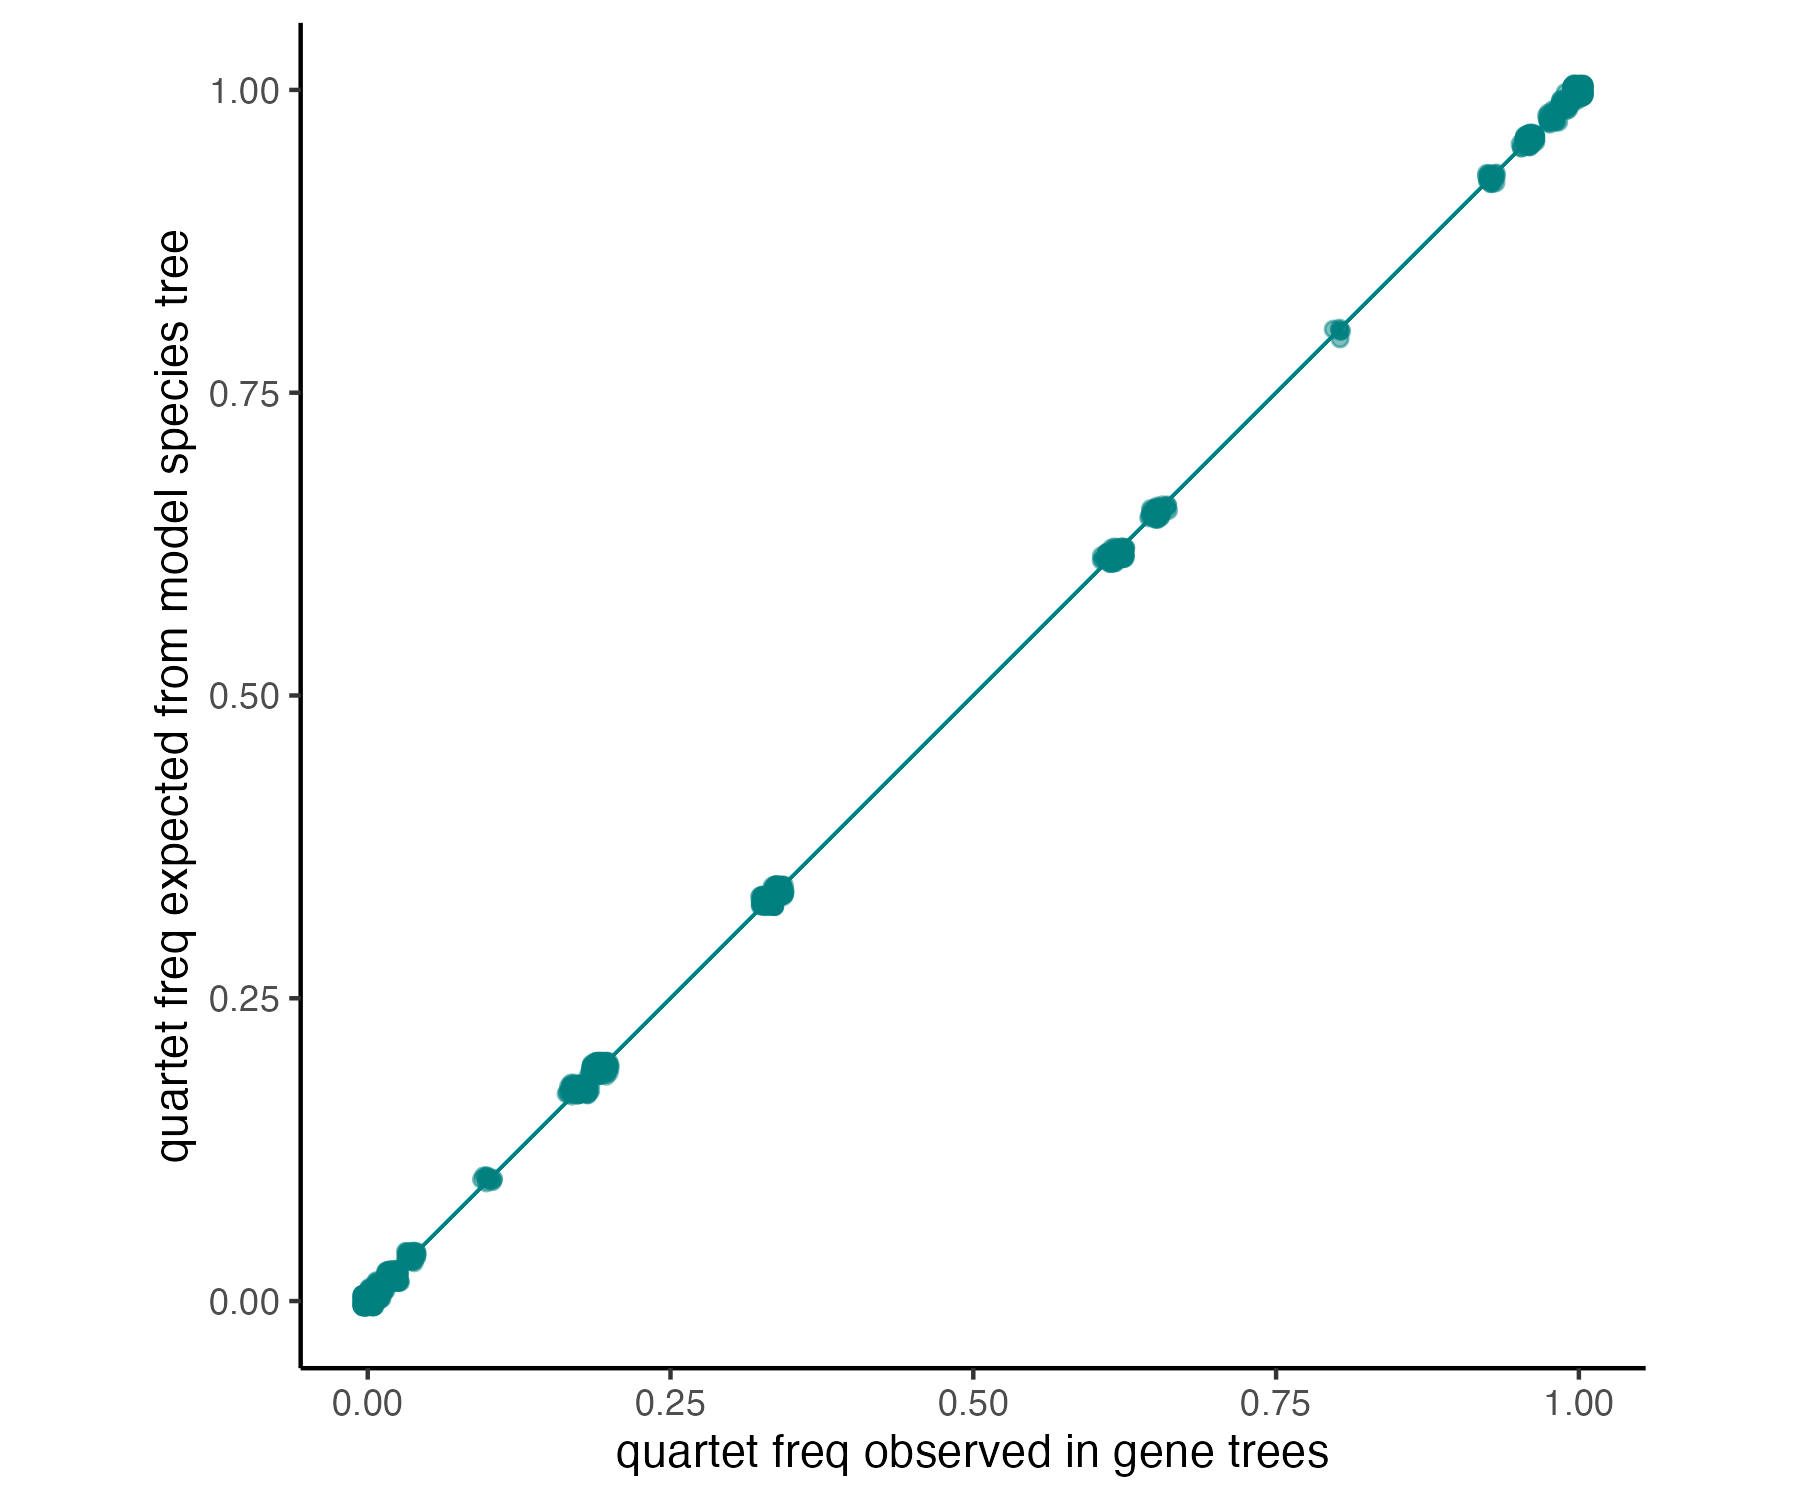 quartet freq expected from model species tree
1.00
0.75
0.50
0.25
0.00
0.00 0.25 0.50 0.75 1.00
quartet freq observed in gene trees